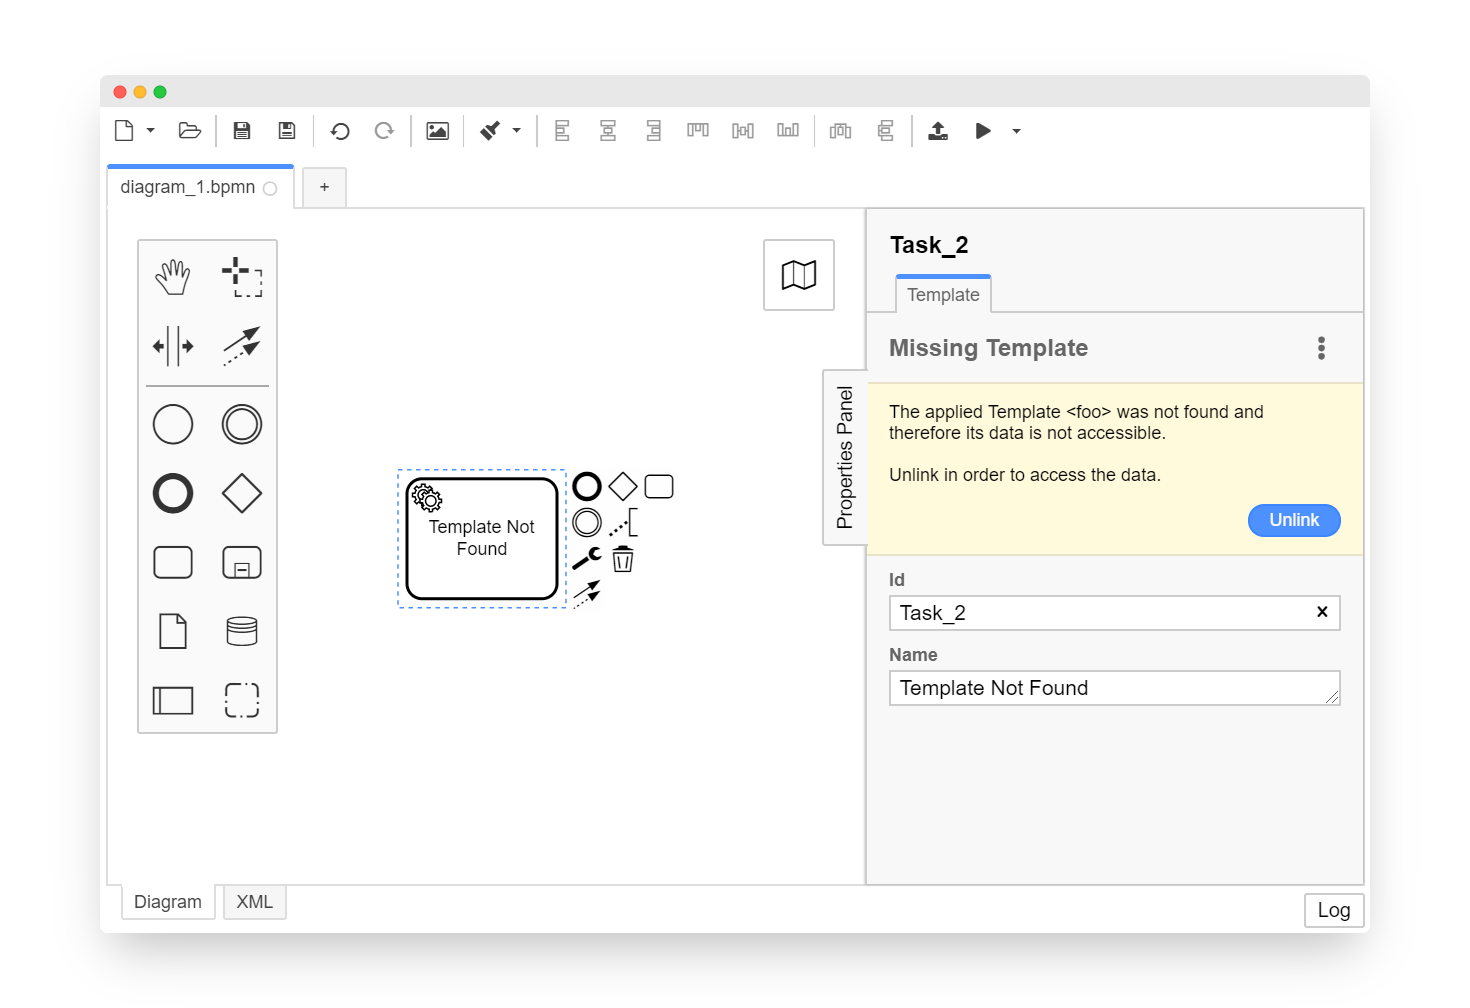 diagram_1.bpmn
+
Task_2
Template
Missing Template
The applied Template <foo> was not found and
therefore its data is not accessible.
Unlink in order to access the data.
Unlink
Properties Panel
Template Not
Found
Id
Task_2
Name
Template Not Found
Diagram
XML
Log